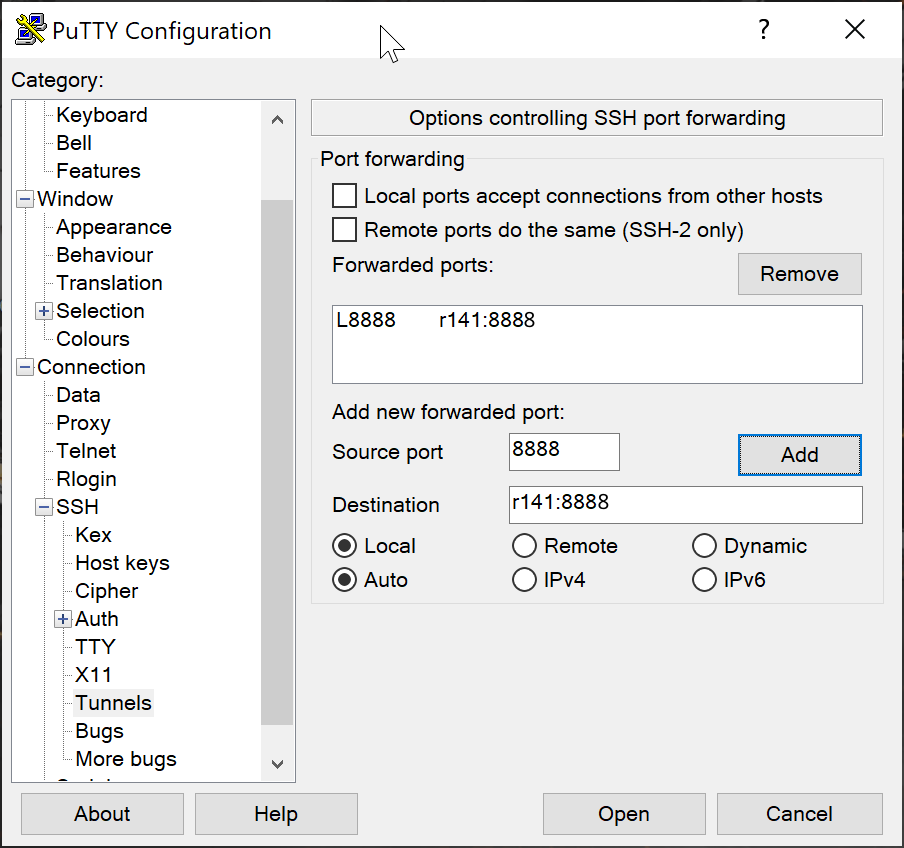 PuTTY Configuration
?
Category:
Keyboard
Bell
Features
Window
Appearance
Behaviour
Translation
Selection
Colours
Connection
Data
Proxy
Telnet
Rlogin
SSH
Kex
Host keys
Cipher
Auth
TTY
X11
Tunnels
Bugs
More bugs
Options controlling SSH port forwarding
Port forwarding
Local ports accept connections from other hosts
Remote ports do the same (SSH-2 only)
Forwarded ports:
Remove
L8888 r141:8888
Add new forwarded port:
Source port 8888 Add
Destination r141:8888
Local Remote Dynamic
Auto IPv4 IPv6
About Help Open Cancel